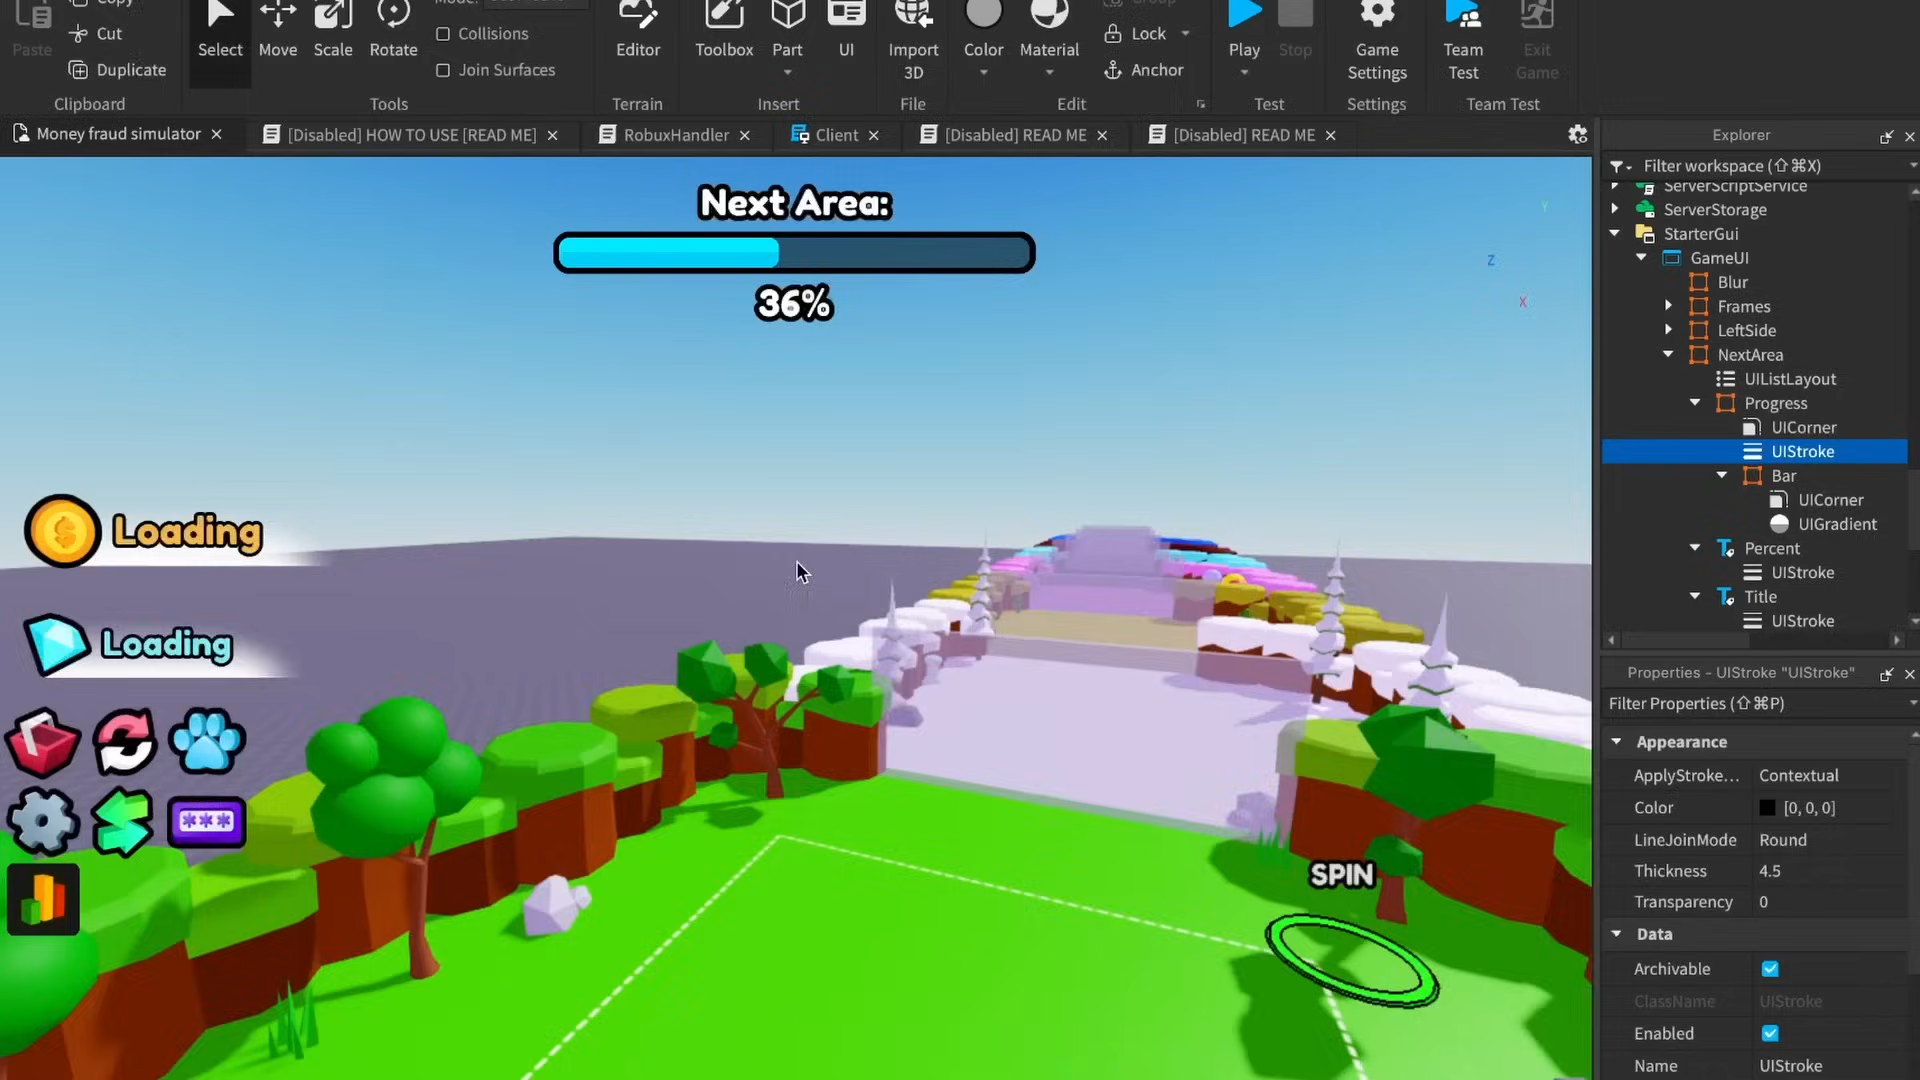 Copy
Paste
Cut
Duplicate
Clipboard
Select
Move
Scale
Rotate
Mode:
Collisions
Join Surfaces
Tools
Editor
Terrain
Toolbox
Part
UI
Insert
Import
3D
File
Color
Material
Group
Lock
Anchor
Edit
Play
Stop
Test
Game
Settings
Settings
Team
Test
Exit
Game
Team Test
Money fraud simulator
[Disabled] HOW TO USE [READ ME]
RobuxHandler
Client
[Disabled] READ ME
[Disabled] READ ME
Next Area:
36%
Y
Z
X
Loading
Loading
***
SPIN
Explorer
Filter workspace (⇧⌘X)
ServerScriptService
ServerStorage
StarterGui
GameUI
Blur
Frames
LeftSide
NextArea
UIListLayout
Progress
UICorner
UIStroke
Bar
UICorner
UIGradient
Percent
UIStroke
Title
UIStroke
Properties - UIStroke "UIStroke"
Filter Properties (⇧⌘P)
Appearance
ApplyStroke... Contextual
Color [0, 0, 0]
LineJoinMode Round
Thickness 4.5
Transparency 0
Data
Archivable
ClassName UIStroke
Enabled
Name UIStroke